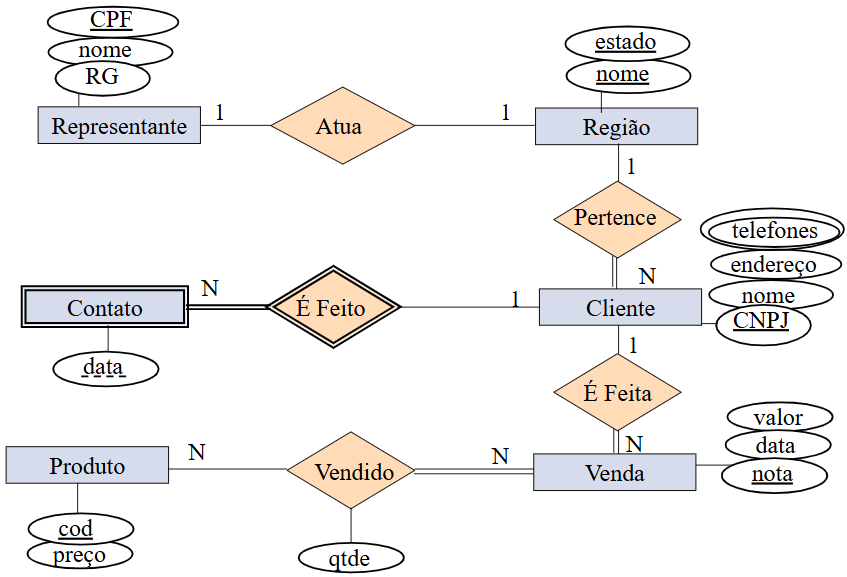 CPF
nome
RG
estado
nome
Representante
1
Atua
1
Região
1
Pertence
N
telefones
endereço
nome
CNPJ
Contato
N
É Feito
1
Cliente
data
1
É Feita
N
valor
data
nota
Produto
N
Vendido
N
Venda
cod
preço
qtde